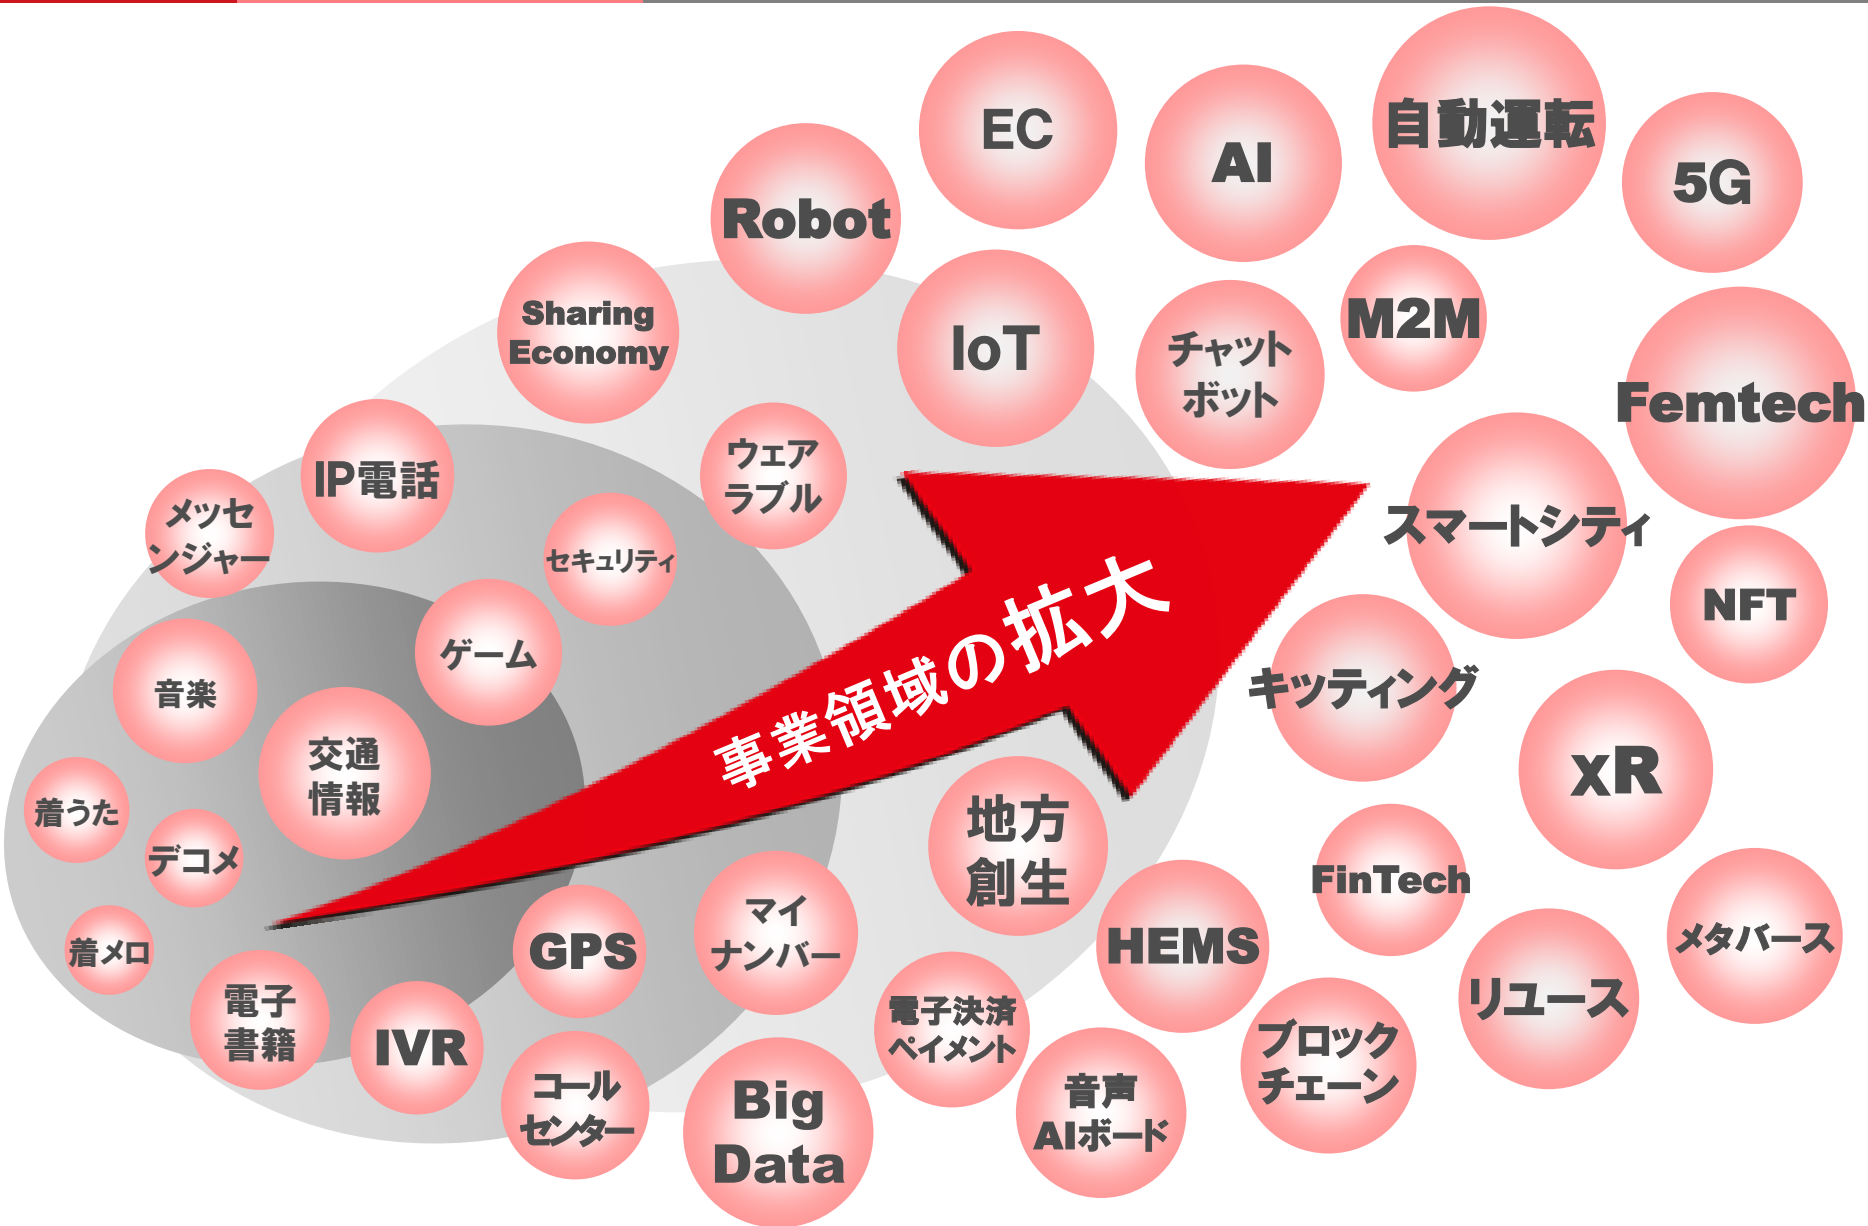 EC
AI
自動運転
5G
Robot
Sharing
Economy
IoT
チャット
ボット
M2M
Femtech
IP電話
ウェア
ラブル
メッセ
ンジャー
セキュリティ
スマートシティ
NFT
ゲーム
音楽
キッティング
事業領域の拡大
交通
情報
xR
着うた
デコメ
地方
創生
FinTech
着メロ
GPS
マイ
ナンバー
HEMS
メタバース
電子
書籍
IVR
電子決済
ペイメント
リユース
コール
センター
Big
Data
音声
AIボード
ブロック
チェーン